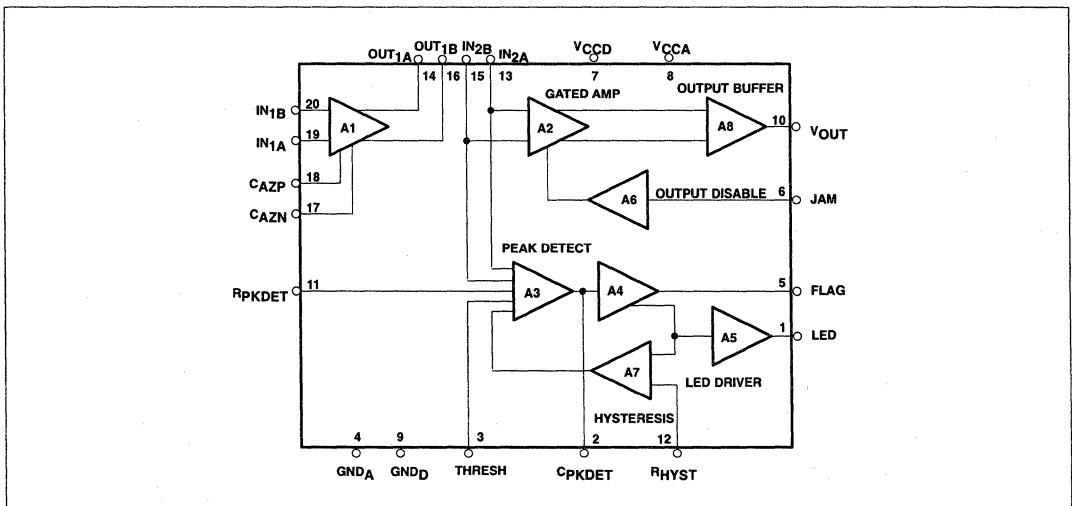 OUT1A OUT1B IN2B IN2A VCCD VCCA
14 16 15 13 7 8
GATED AMP OUTPUT BUFFER
IN1B 20
A1 A2 A8 10 VOUT
IN1A 19
CAZP 18
A6 OUTPUT DISABLE 6 JAM
CAZN 17
PEAK DETECT
RPKDET 11 A3 A4 5 FLAG
A5 1 LED
A7 LED DRIVER
HYSTERESIS
4 9 3 2 12
GNDA GNDD THRESH CPKDET RHYST